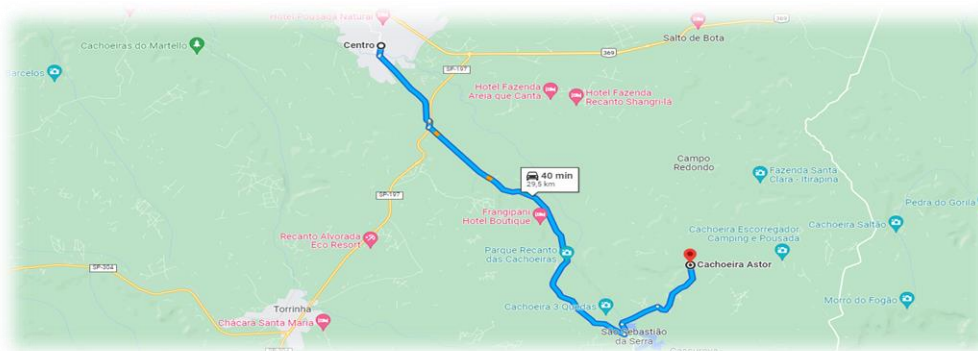 Hotel Pousada Natural
Cachoeiras do Martello
Centro
369
369
Salto de Bota
SP-197
Hotel Fazenda
Areia que Canta
Hotel Fazenda
Recanto Shangri-la
Campo
Redondo
40 min
29,5 km
Fazenda Santa
Clara - Itirapina
SP-197
Frangipani
Hotel Boutique
Pedra do Gorila
Cachoeira Saltão
Cachoeira Escorregador
Camping e Pousada
Recanto Alvorada
Eco Resort
Parque Recanto
das Cachoeiras
Cachoeira Astor
SP-304
Torrinha
Cachoeira 3 Quedas
Morro do Fogão
Chácara Santa Maria
São Sebastião
da Serra